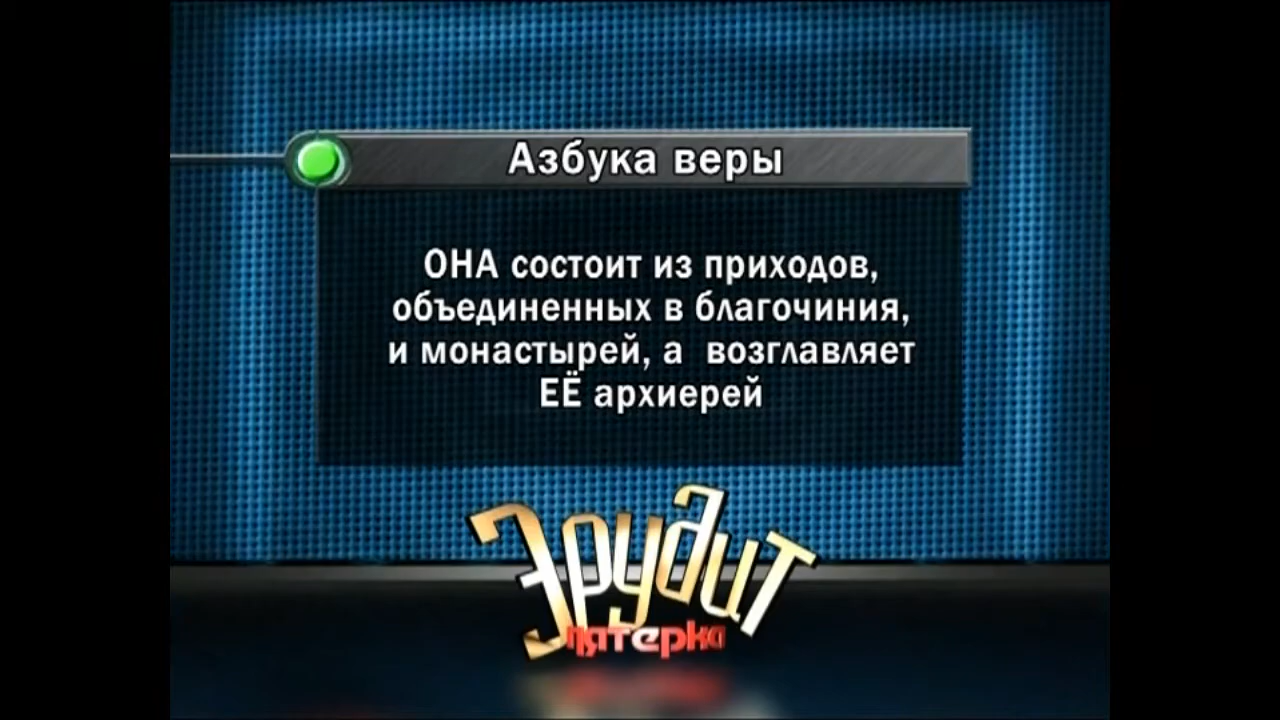 Азбука веры
ОНА состоит из приходов,
объединенных в благочиния,
и монастырей, а возглавляет
ЕЁ архиерей
Эрудит
пятерка